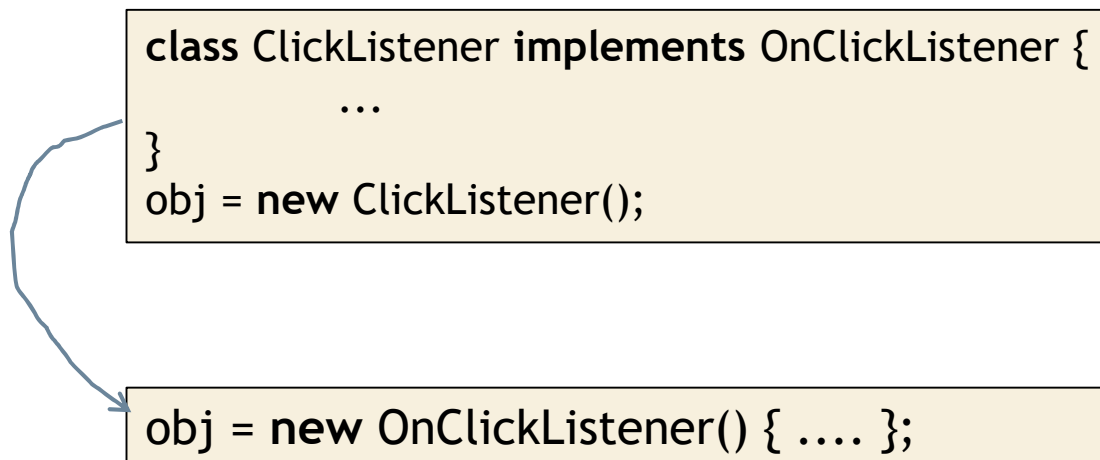 class ClickListener implements OnClickListener {
...
}
obj = new ClickListener();
obj = new OnClickListener() { .... };